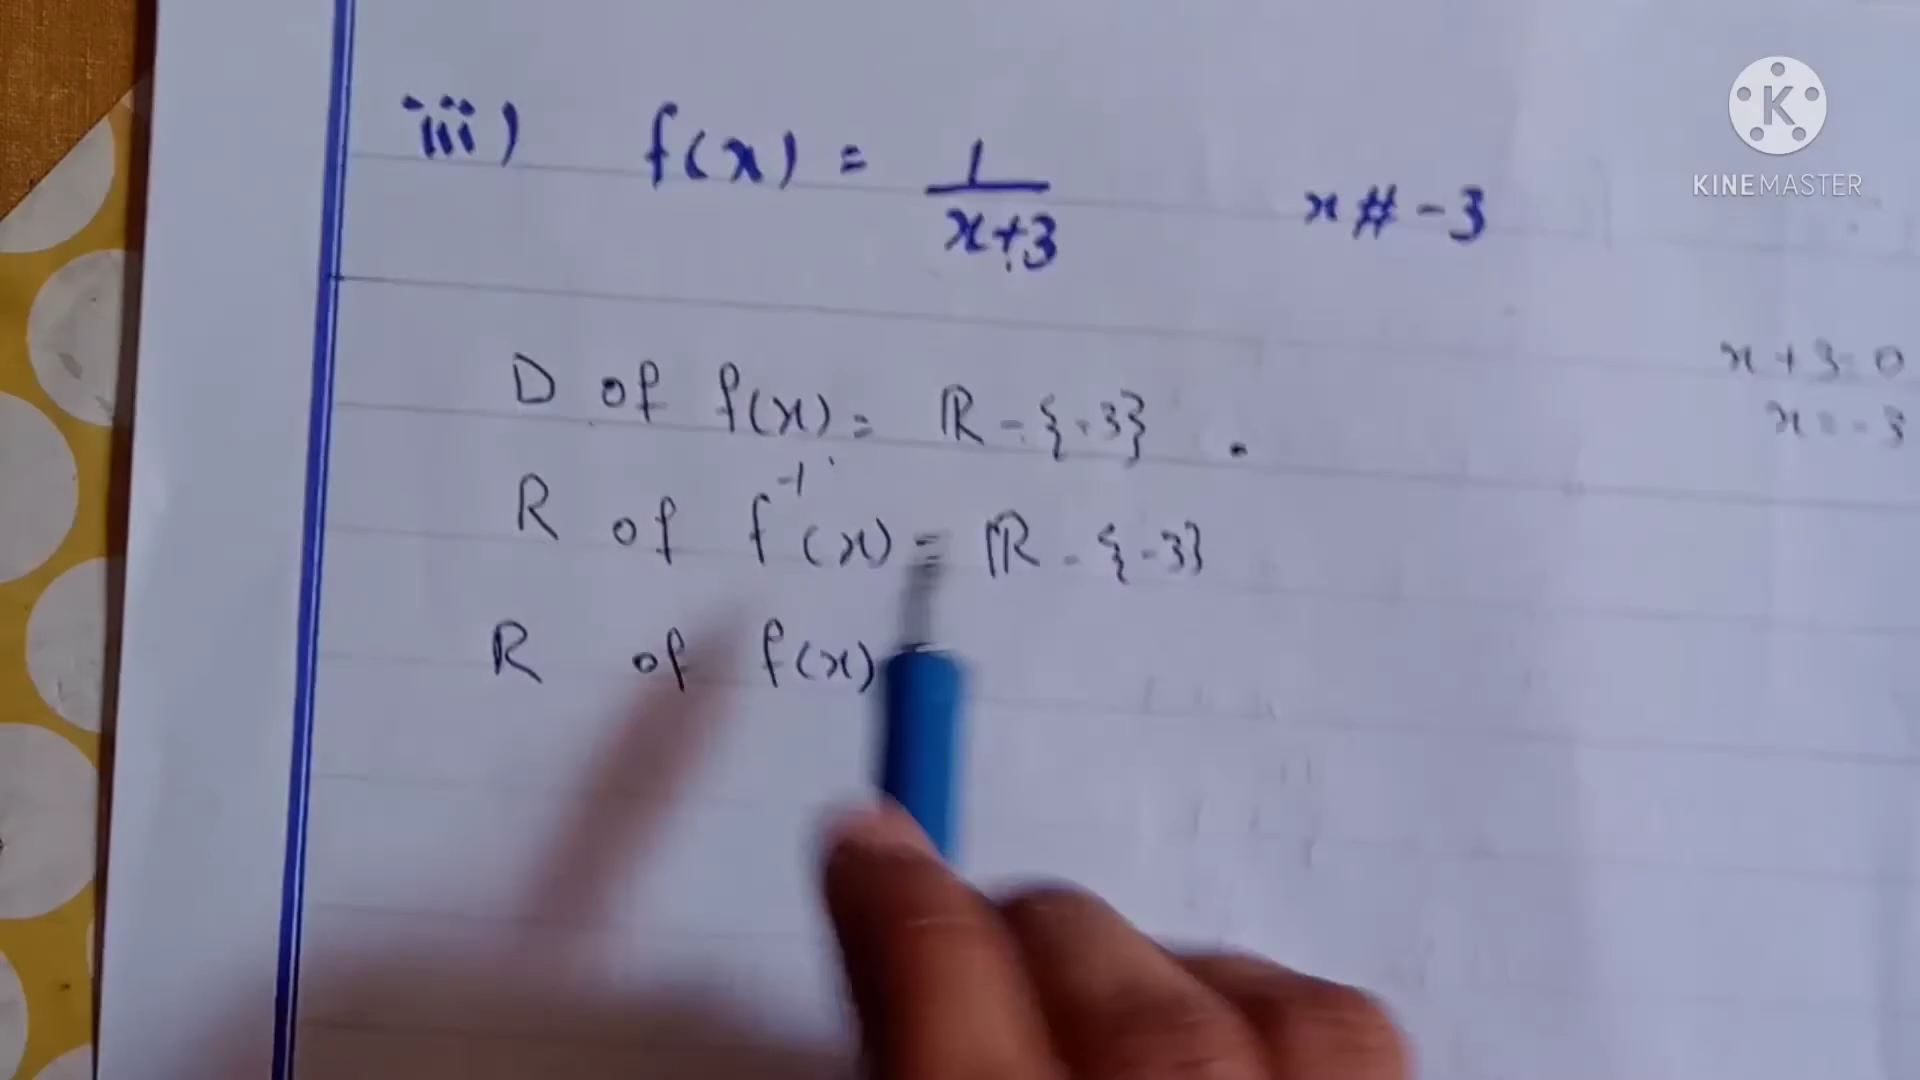 iii) f(x) = 1/x+3 x ≠ -3
x+3=0
x=-3
D of f(x) = ℝ - {-3} .
R of f⁻¹(x) = ℝ - {-3}
R of f(x)
KINEMASTER